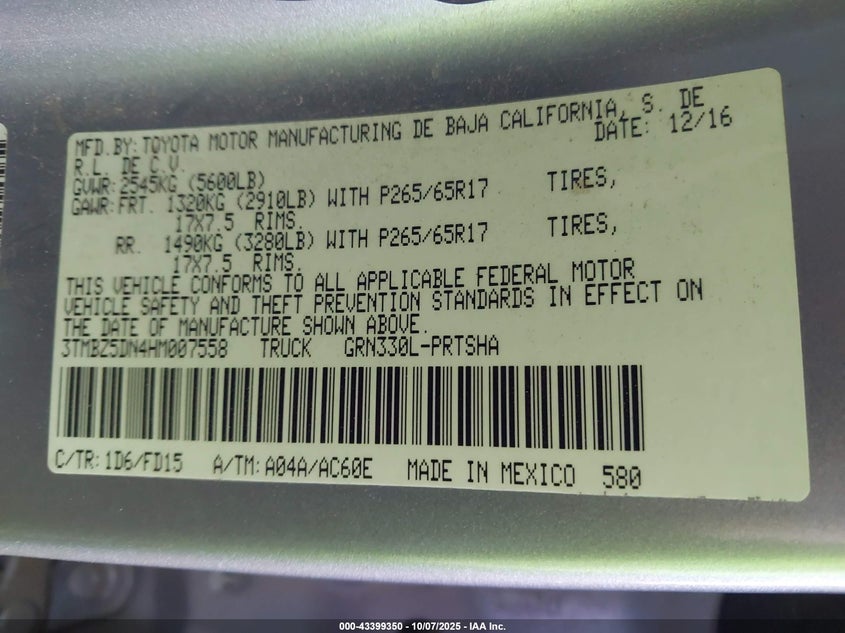 MFD.BY: TOYOTA MOTOR MANUFACTURING DE BAJA CALIFORNIA, S. DE
R.L. DE C.V. DATE: 12/16
GVWR: 2545KG (5600LB)
GAWR: FRT. 1320KG (2910LB) WITH P265/65R17 TIRES,
17X7.5 RIMS.
RR. 1490KG (3280LB) WITH P265/65R17 TIRES,
17X7.5 RIMS.
THIS VEHICLE CONFORMS TO ALL APPLICABLE FEDERAL MOTOR
VEHICLE SAFETY AND THEFT PREVENTION STANDARDS IN EFFECT ON
THE DATE OF MANUFACTURE SHOWN ABOVE.
3TMBZ5DN4HM007558 TRUCK GRN330L-PRTSHA
C/TR: 1D6/FD15 A/TM: A04A/AC60E MADE IN MEXICO 580
000-43399350 | 10/07/2025 - IAA Inc.